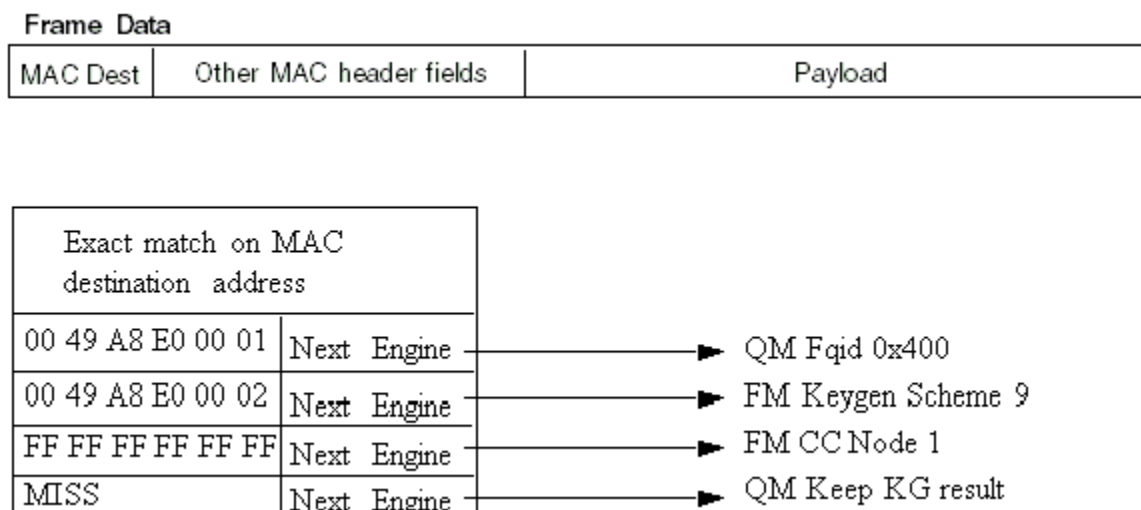 Frame Data
MAC Dest Other MAC header fields Payload
Exact match on MAC
destination address
00 49 A8 E0 00 01 Next Engine QM Fqid 0x400
00 49 A8 E0 00 02 Next Engine FM Keygen Scheme 9
FF FF FF FF FF FF Next Engine FM CC Node 1
MISS Next Engine QM Keep KG result